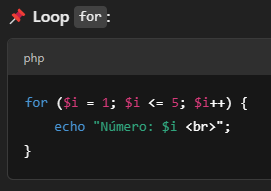 📌 Loop for:
php
for ($i = 1; $i <= 5; $i++) {
    echo "Número: $i <br>";
}